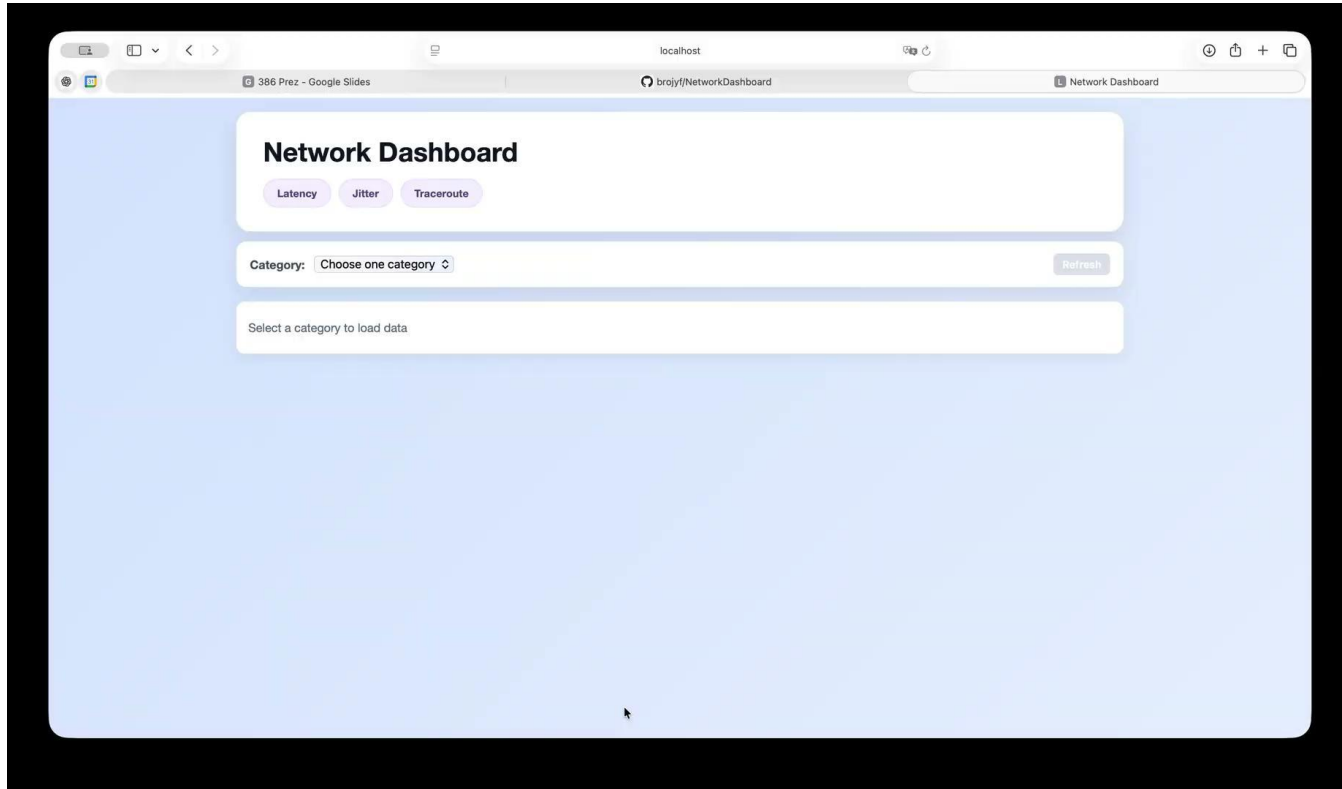 localhost
386 Prez - Google Slides
brojyf/NetworkDashboard
L Network Dashboard
Network Dashboard
Latency Jitter Traceroute
Category: Choose one category Refresh
Select a category to load data